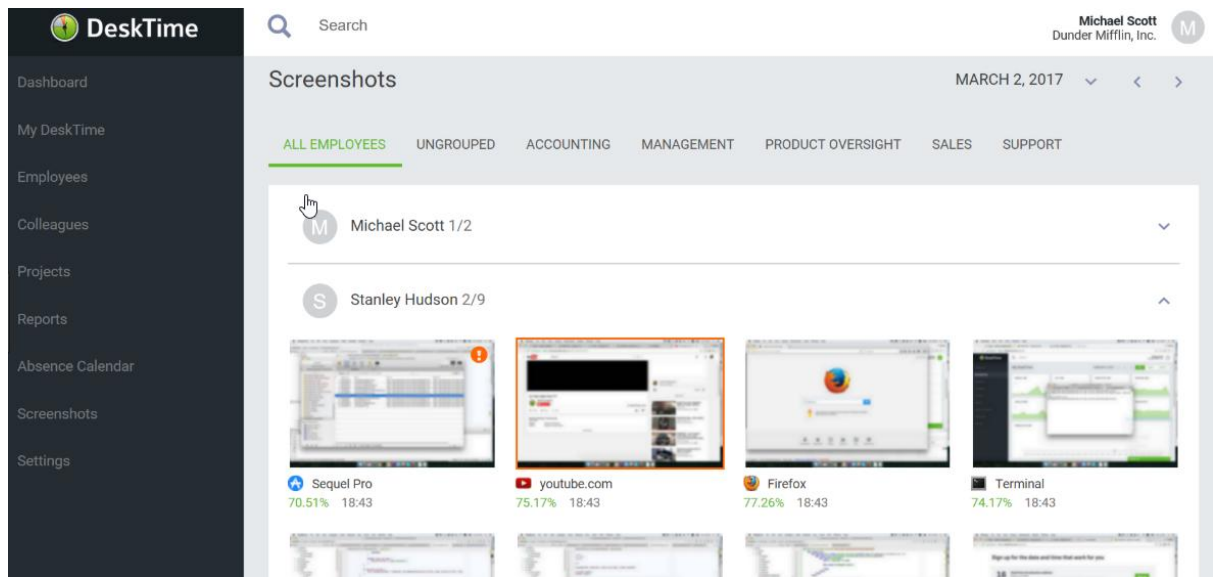 DeskTime
Search
Michael Scott
Dunder Mifflin, Inc.
M
Dashboard
My DeskTime
Employees
Colleagues
Projects
Reports
Absence Calendar
Screenshots
Settings
Screenshots
MARCH 2, 2017
ALL EMPLOYEES UNGROUPED ACCOUNTING MANAGEMENT PRODUCT OVERSIGHT SALES SUPPORT
M Michael Scott 1/2
S Stanley Hudson 2/9
Sequel Pro youtube.com Firefox Terminal
70.51% 18:43 75.17% 18:43 77.26% 18:43 74.17% 18:43
Sign up for the date and time that work for you